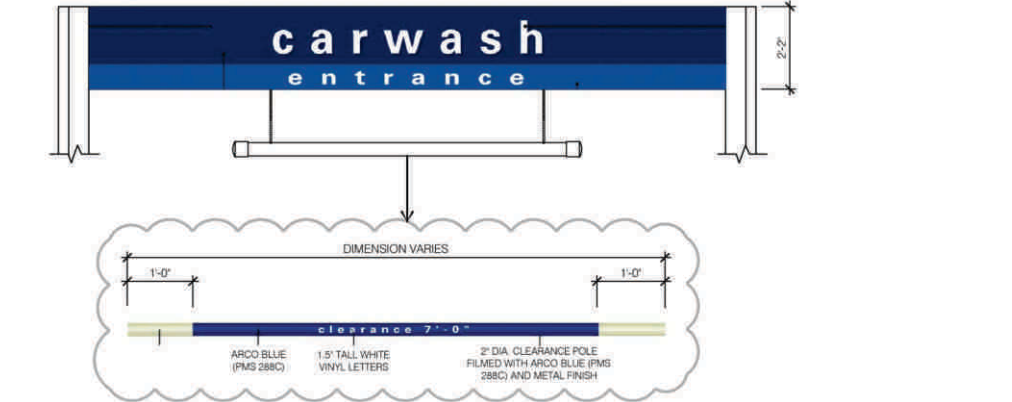 carwash
entrance
2'-2"
DIMENSION VARIES
1'-0"
1'-0"
clearance 7'-0"
ARCO BLUE
(PMS 288C)
1.5" TALL WHITE
VINYL LETTERS
2" DIA. CLEARANCE POLE
FILMED WITH ARCO BLUE (PMS
288C) AND METAL FINISH